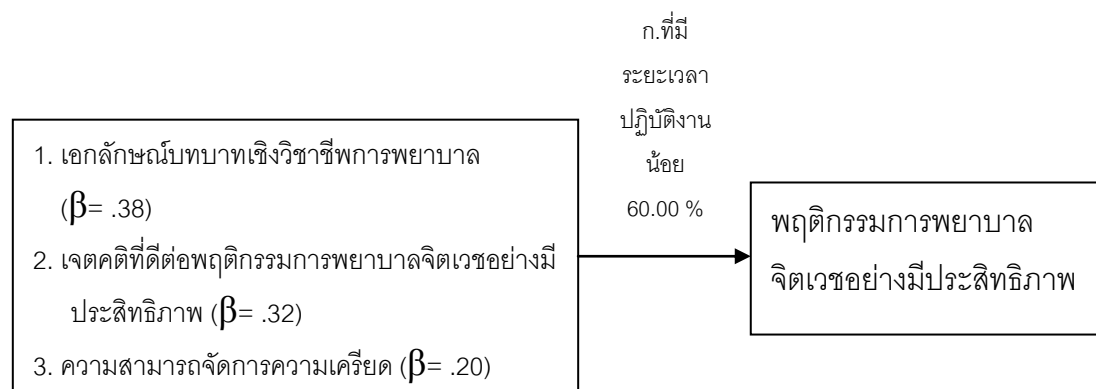 ก.ที่มี
ระยะเวลา
ปฏิบัติงาน
น้อย
60.00 %
1. เอกลักษณ์บทบาทเชิงวิชาชีพการพยาบาล
(β= .38)
2. เจตคติที่ดีต่อพฤติกรรมการพยาบาลจิตเวชอย่างมี
ประสิทธิภาพ (β= .32)
3. ความสามารถจัดการความเครียด (β= .20)
พฤติกรรมการพยาบาล
จิตเวชอย่างมีประสิทธิภาพ